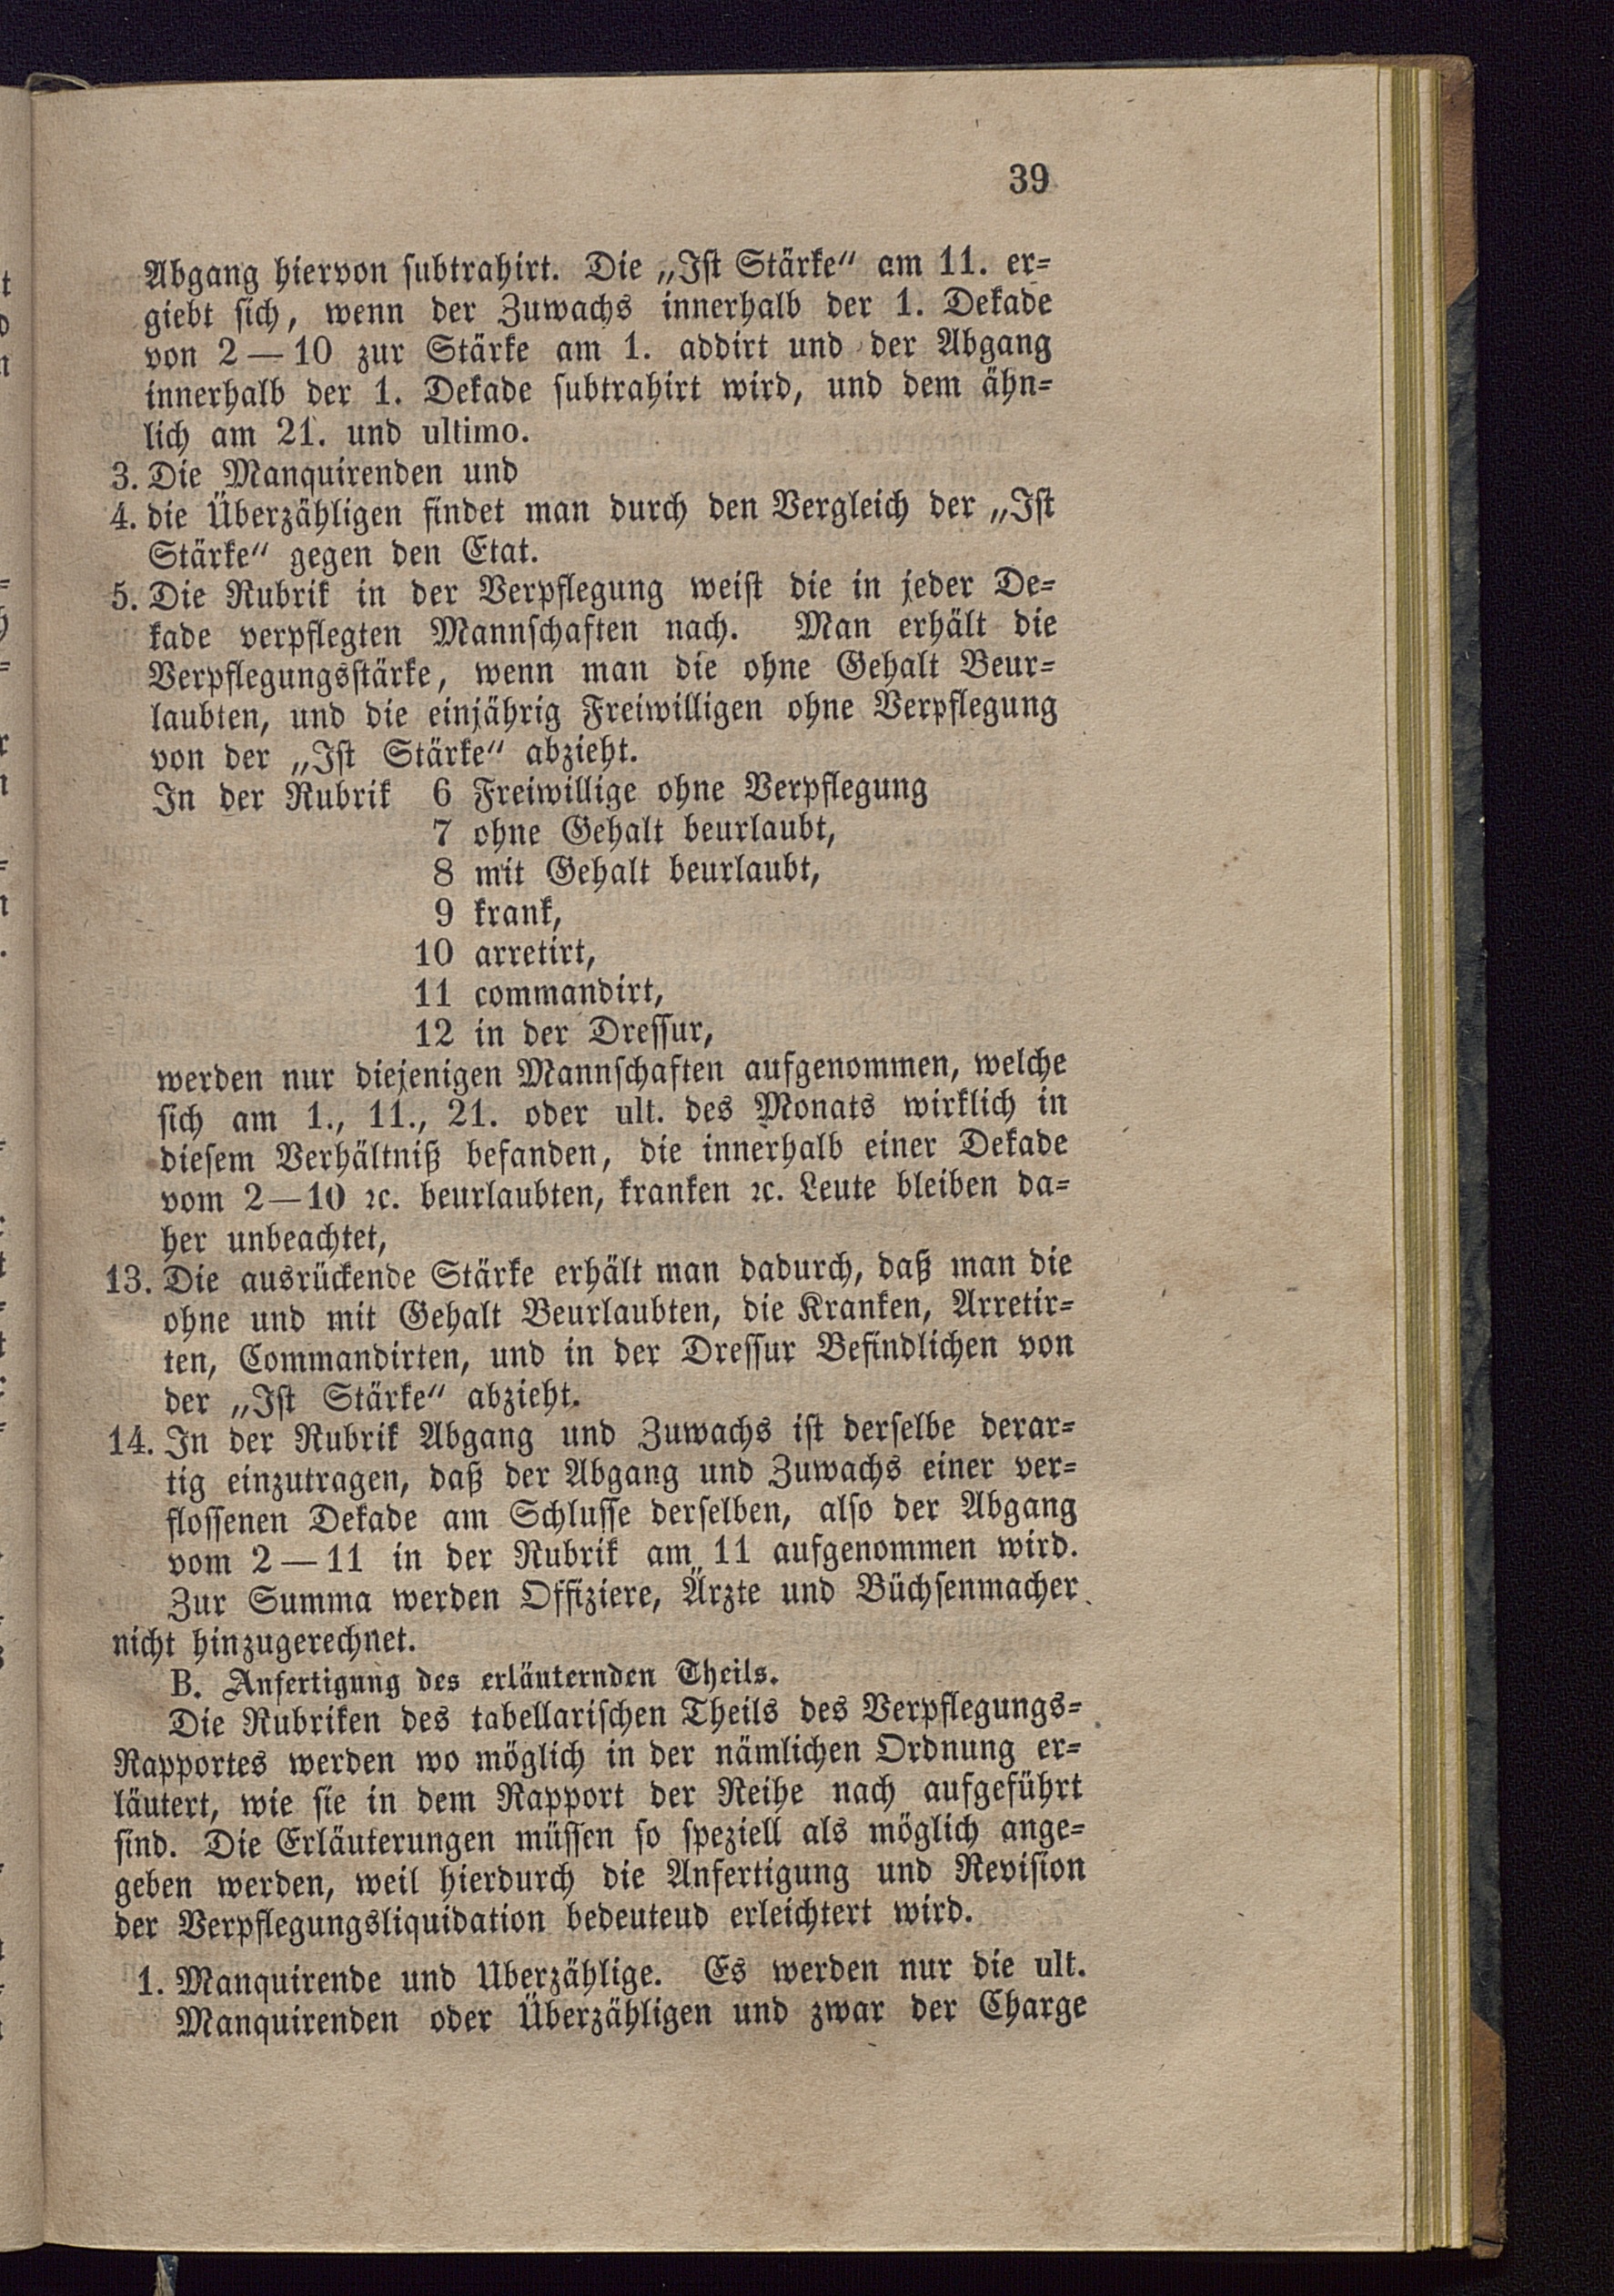 39
Abgang hiervon subtrahirt. Die „Ist Stärke“ am 11. er-
giebt sich, wenn der Zuwachs innerhalb der 1. Dekade
von 2—10 zur Stärke am 1. addirt und der Abgang
innerhalb der 1. Dekade subtrahirt wird, und dem ähn-
lich am 21. und ultimo.
3. Die Manquirenden und
4. die Überzähligen findet man durch den Vergleich der „Ist
Stärke“ gegen den Etat.
5. Die Rubrik in der Verpflegung weist die in jeder De-
kade verpflegten Mannschaften nach. Man erhält die
Verpflegungsstärke, wenn man die ohne Gehalt Beur-
laubten, und die einjährig Freiwilligen ohne Verpflegung
von der „Ist Stärke“ abzieht.
In der Rubrik 6 Freiwillige ohne Verpflegung
7 ohne Gehalt beurlaubt,
8 mit Gehalt beurlaubt,
9 krank,
10 arretirt,
11 commandirt,
12 in der Dressur,
werden nur diejenigen Mannschaften aufgenommen, welche
sich am 1., 11., 21. oder ult. des Monats wirklich in
diesem Verhältniß befanden, die innerhalb einer Dekade
vom 2—10 ꝛc. beurlaubten, kranken ꝛc. Leute bleiben da-
her unbeachtet,
13. Die ausrückende Stärke erhält man dadurch, daß man die
ohne und mit Gehalt Beurlaubten, die Kranken, Arretir-
ten, Commandirten, und in der Dressur Befindlichen von
der „Ist Stärke“ abzieht.
14. In der Rubrik Abgang und Zuwachs ist derselbe derar-
tig einzutragen, daß der Abgang und Zuwachs einer ver-
flossenen Dekade am Schlusse derselben, also der Abgang
vom 2—11 in der Rubrik am 11 aufgenommen wird.
Zur Summa werden Offiziere, Ärzte und Büchsenmacher
nicht hinzugerechnet.
B. Anfertigung des erläuternden Theils.
Die Rubriken des tabellarischen Theils des Verpflegungs-
Rapportes werden wo möglich in der nämlichen Ordnung er-
läutert, wie sie in dem Rapport der Reihe nach aufgeführt
sind. Die Erläuterungen müssen so speziell als möglich ange-
geben werden, weil hierdurch die Anfertigung und Revision
der Verpflegungsliquidation bedeuteud erleichtert wird.
1. Manquirende und Uberzählige. Es werden nur die ult.
Manquirenden oder Überzähligen und zwar der Charge